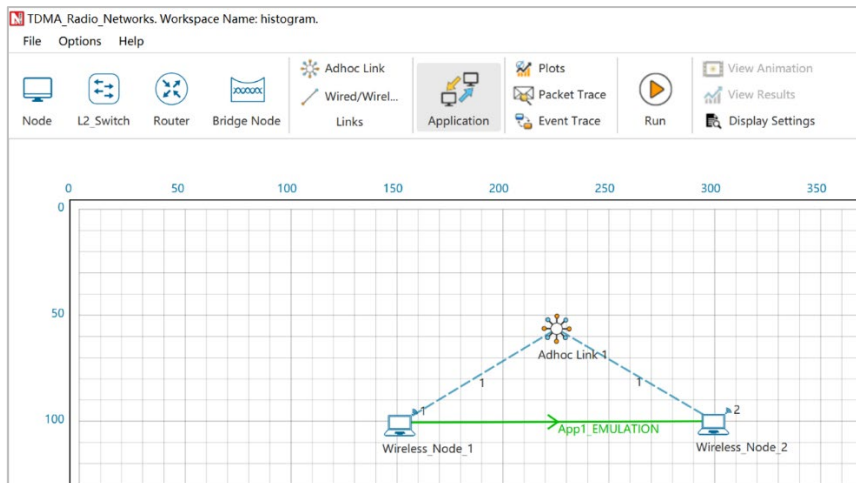 TDMA_Radio_Networks. Workspace Name: histogram.
File Options Help
Adhoc Link
Plots
View Animation
Wired/Wirel...
Packet Trace
View Results
Node L2_Switch Router Bridge Node Links Application Event Trace Run Display Settings
0 50 100 150 200 250 300 350
0
50
Adhoc Link 1
1 1
1 2
100
App1_EMULATION
Wireless_Node_1 Wireless_Node_2